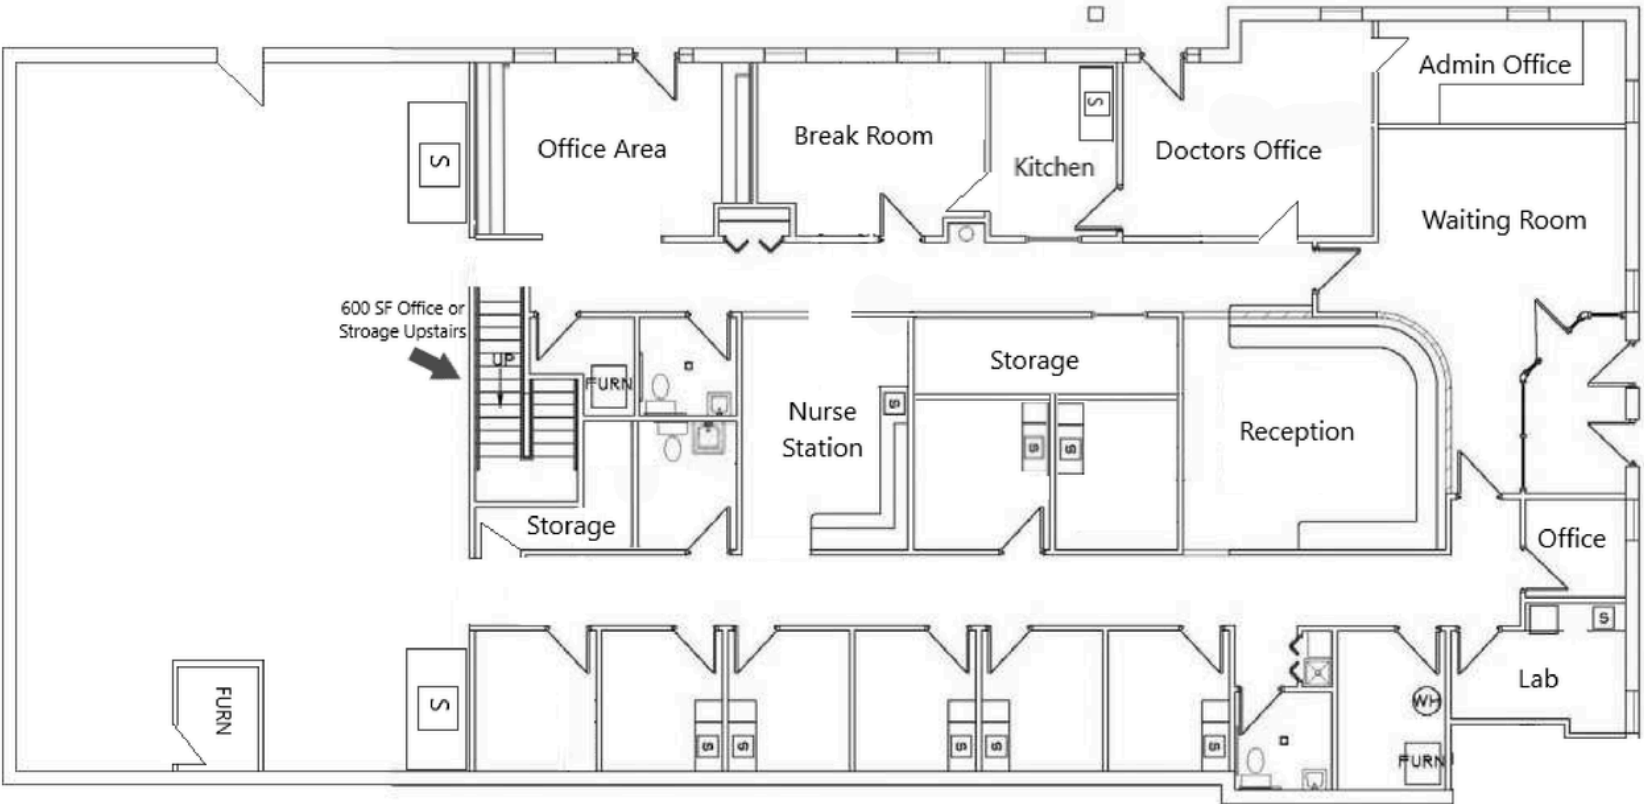 Admin Office
S
Office Area
Break Room
Kitchen
Doctors Office
S
Waiting Room
600 SF Office or
Stroage Upstairs
UP
FURN
Storage
Nurse
Station
S
Reception
S
S
Storage
Office
S
Lab
FURN
S
WH
S
S
S
S
S
FURN